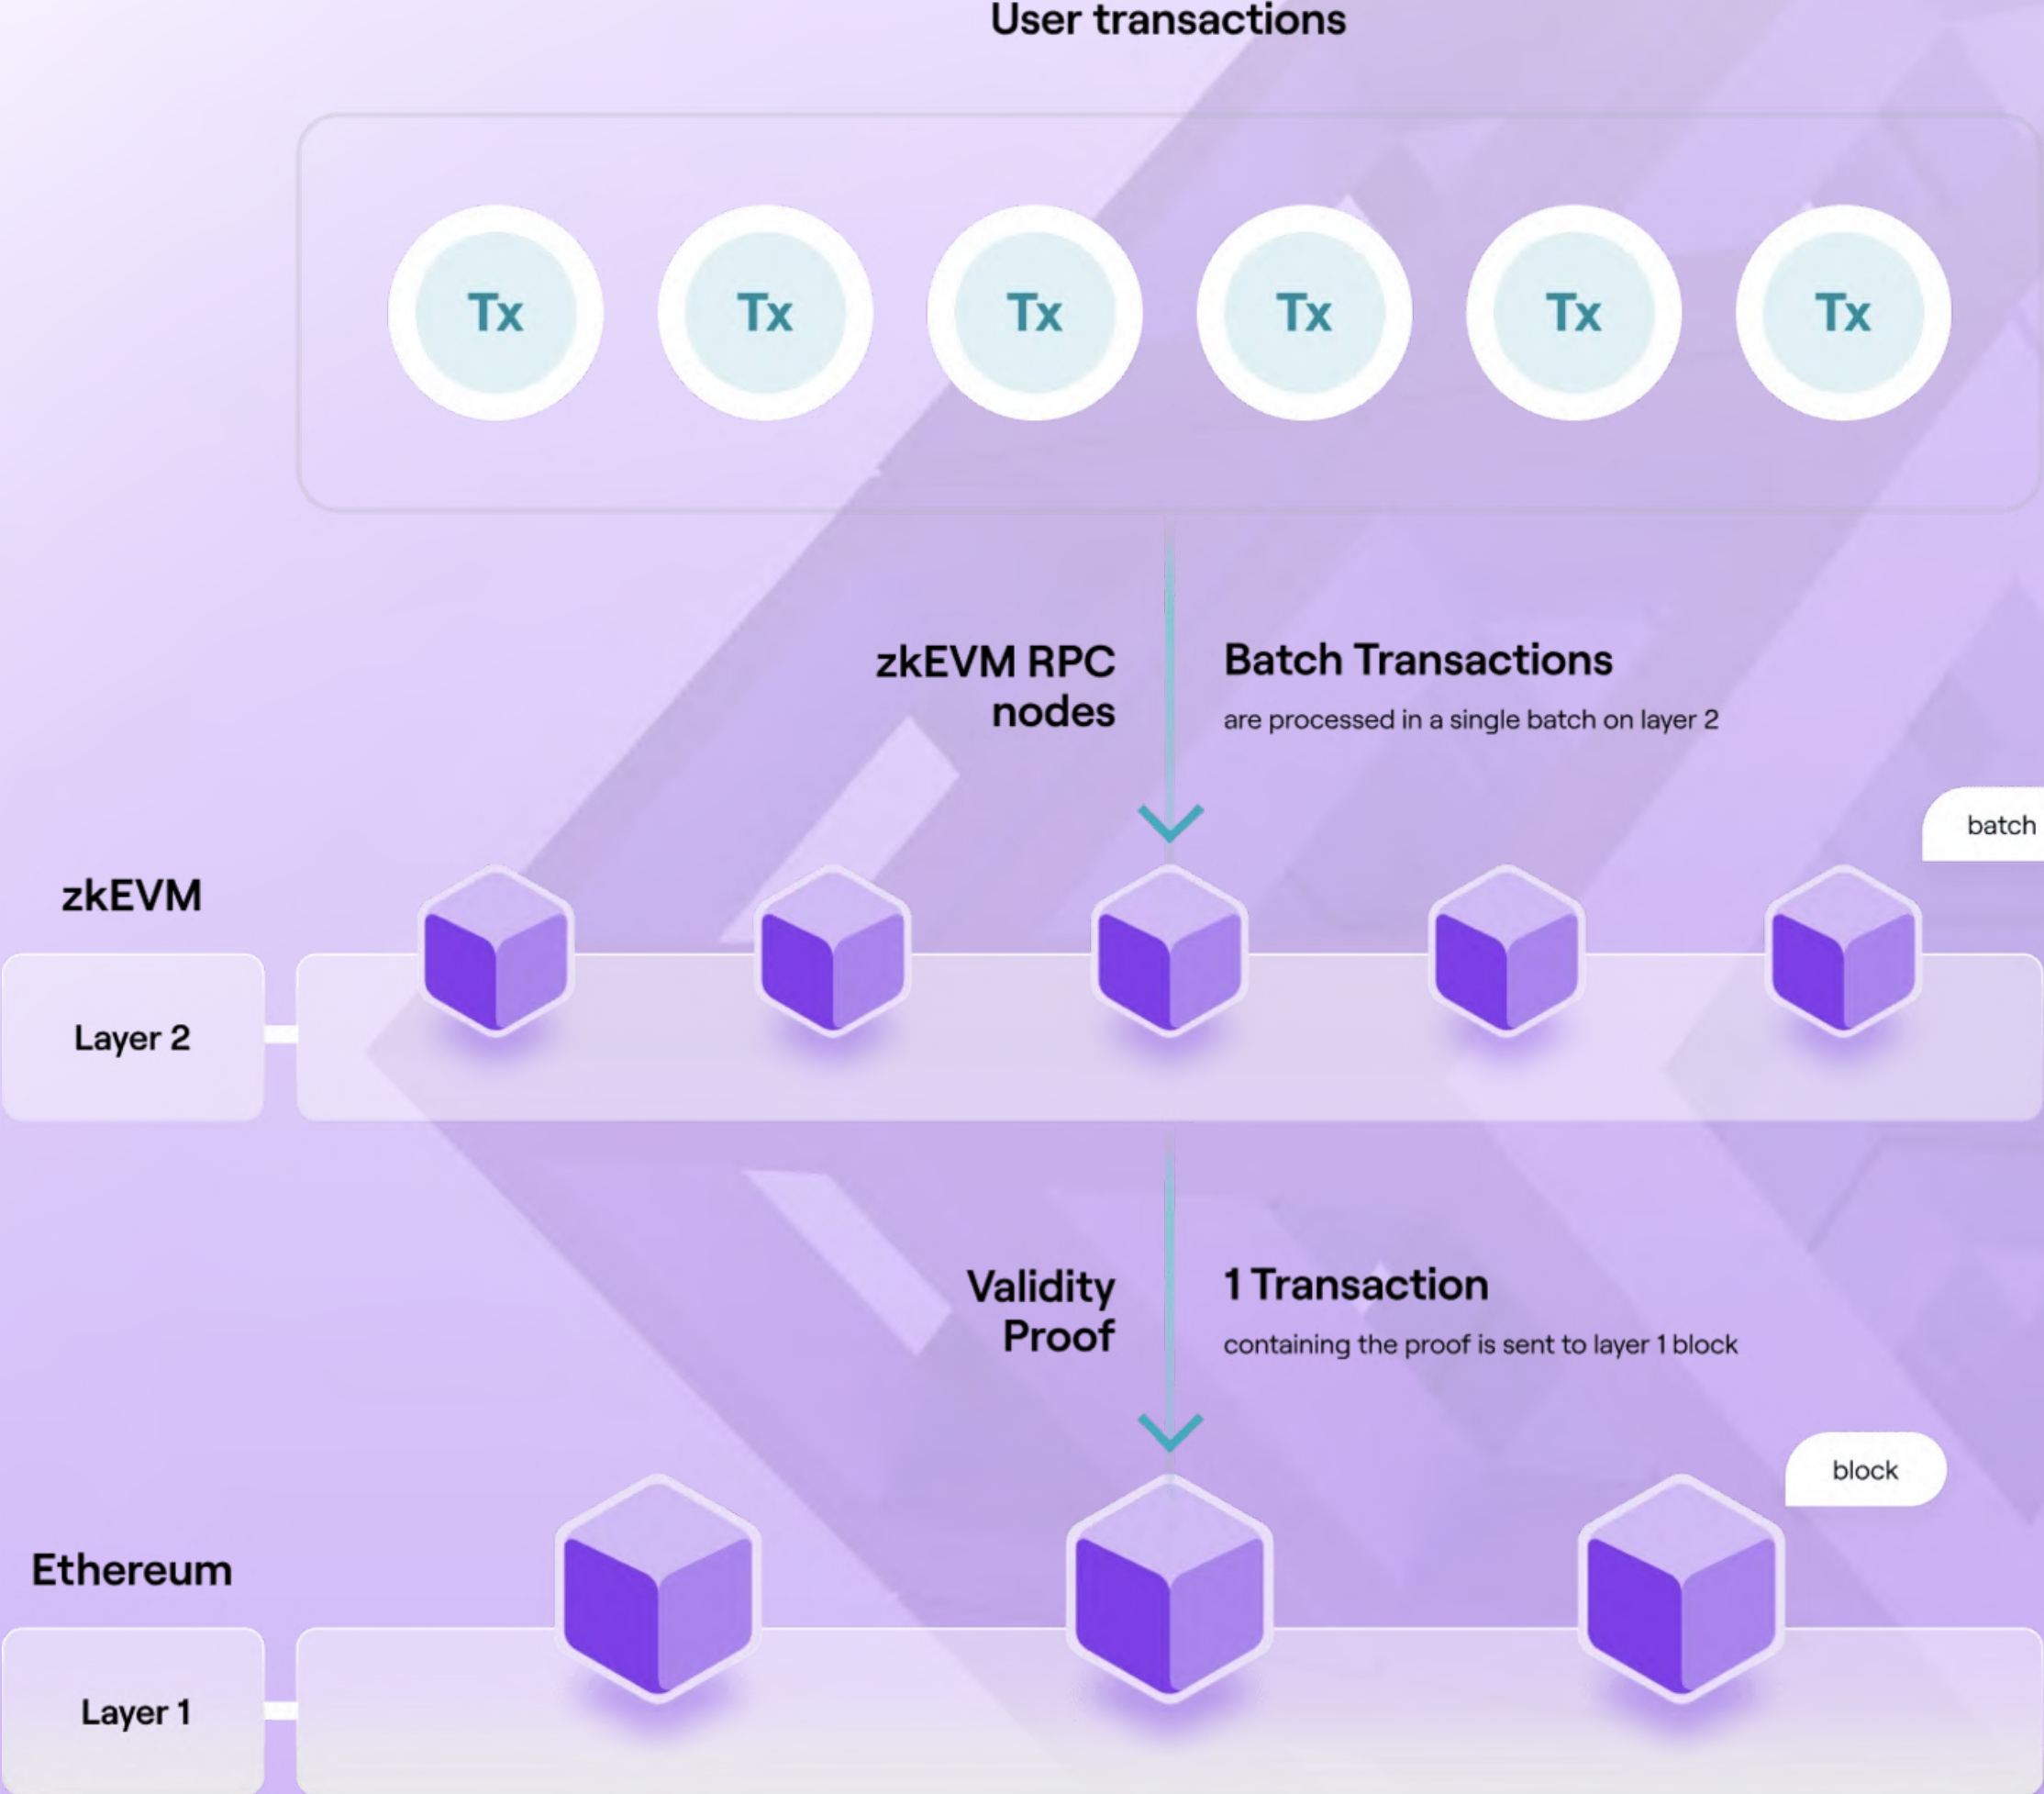 User transactions
Tx Tx Tx Tx Tx Tx
zkEVM RPC
nodes
Batch Transactions
are processed in a single batch on layer 2
batch
zkEVM
Layer 2
Validity
Proof
1 Transaction
containing the proof is sent to layer 1 block
block
Ethereum
Layer 1